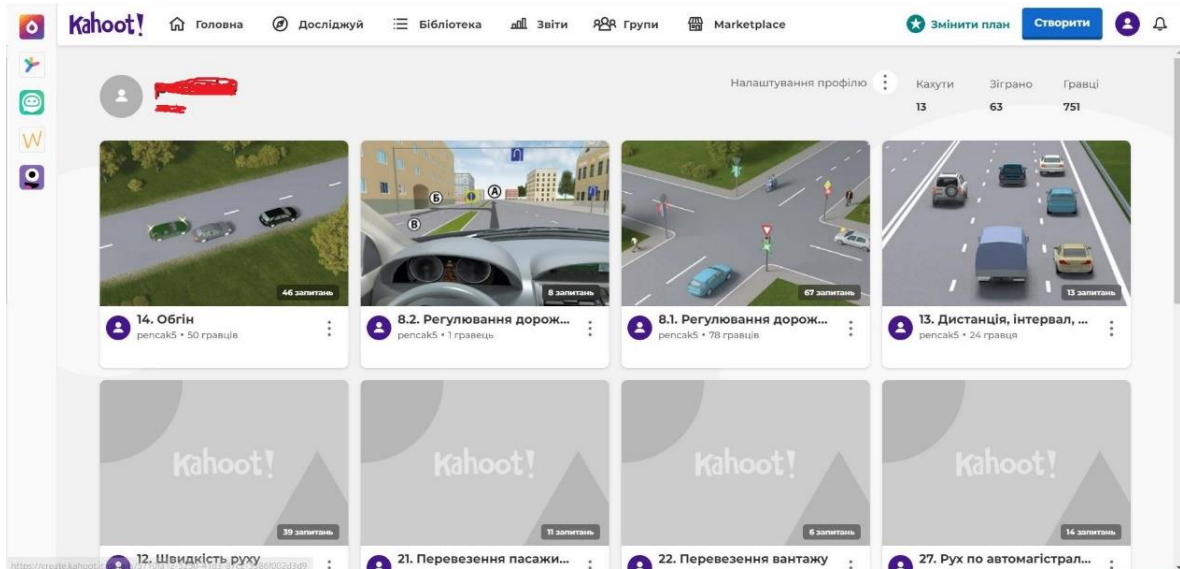 Kahoot!
Головна
Досліджуй
Бібліотека
Звіти
Групи
Marketplace
Змінити план
Створити
Налаштування профілю
Кахути Зіграно Гравці
13 63 751
Б
А
В
46 запитань
8 запитань
67 запитань
13 запитань
14. Обгін
pencak5 • 50 гравців
8.2. Регулювання дорож...
pencak5 • 1 гравець
8.1. Регулювання дорож...
pencak5 • 78 гравців
13. Дистанція, інтервал, ...
pencak5 • 24 гравця
Kahoot!
Kahoot!
Kahoot!
Kahoot!
39 запитань
11 запитань
6 запитань
14 запитань
12. Швидкість руху
21. Перевезення пасажи...
22. Перевезення вантажу
27. Рух по автомагістрал...